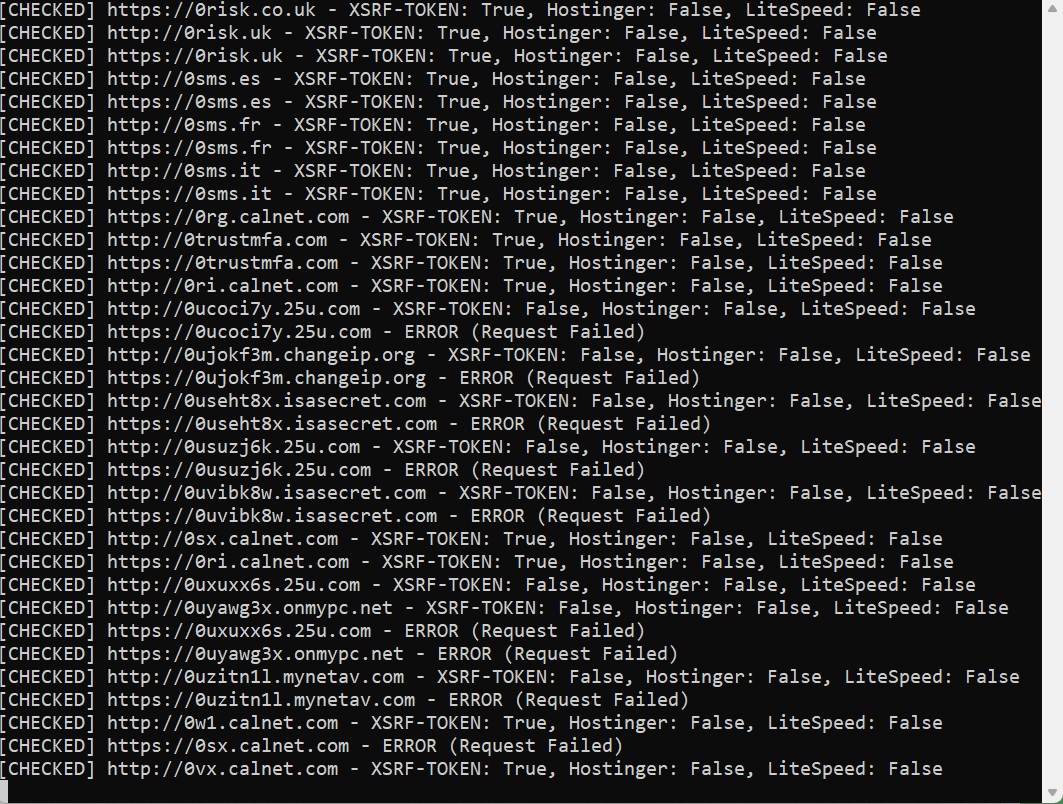 [CHECKED] https://0risk.co.uk - XSRF-TOKEN: True, Hostinger: False, LiteSpeed: False
[CHECKED] http://0risk.uk - XSRF-TOKEN: True, Hostinger: False, LiteSpeed: False
[CHECKED] https://0risk.uk - XSRF-TOKEN: True, Hostinger: False, LiteSpeed: False
[CHECKED] http://0sms.es - XSRF-TOKEN: True, Hostinger: False, LiteSpeed: False
[CHECKED] https://0sms.es - XSRF-TOKEN: True, Hostinger: False, LiteSpeed: False
[CHECKED] http://0sms.fr - XSRF-TOKEN: True, Hostinger: False, LiteSpeed: False
[CHECKED] https://0sms.fr - XSRF-TOKEN: True, Hostinger: False, LiteSpeed: False
[CHECKED] http://0sms.it - XSRF-TOKEN: True, Hostinger: False, LiteSpeed: False
[CHECKED] https://0sms.it - XSRF-TOKEN: True, Hostinger: False, LiteSpeed: False
[CHECKED] http://0rg.calnet.com - XSRF-TOKEN: True, Hostinger: False, LiteSpeed: False
[CHECKED] http://0trustmfa.com - XSRF-TOKEN: True, Hostinger: False, LiteSpeed: False
[CHECKED] https://0trustmfa.com - XSRF-TOKEN: True, Hostinger: False, LiteSpeed: False
[CHECKED] http://0ri.calnet.com - XSRF-TOKEN: True, Hostinger: False, LiteSpeed: False
[CHECKED] http://0ucoci7y.25u.com - XSRF-TOKEN: False, Hostinger: False, LiteSpeed: False
[CHECKED] https://0ucoci7y.25u.com - ERROR (Request Failed)
[CHECKED] http://0ujokf3m.changeip.org - XSRF-TOKEN: False, Hostinger: False, LiteSpeed: False
[CHECKED] https://0ujokf3m.changeip.org - ERROR (Request Failed)
[CHECKED] http://0useht8x.isasecret.com - XSRF-TOKEN: False, Hostinger: False, LiteSpeed: False
[CHECKED] https://0useht8x.isasecret.com - ERROR (Request Failed)
[CHECKED] http://0usuzj6k.25u.com - XSRF-TOKEN: False, Hostinger: False, LiteSpeed: False
[CHECKED] https://0usuzj6k.25u.com - ERROR (Request Failed)
[CHECKED] http://0uvibk8w.isasecret.com - XSRF-TOKEN: False, Hostinger: False, LiteSpeed: False
[CHECKED] https://0uvibk8w.isasecret.com - ERROR (Request Failed)
[CHECKED] http://0sx.calnet.com - XSRF-TOKEN: True, Hostinger: False, LiteSpeed: False
[CHECKED] https://0ri.calnet.com - XSRF-TOKEN: True, Hostinger: False, LiteSpeed: False
[CHECKED] http://0uxuxx6s.25u.com - XSRF-TOKEN: False, Hostinger: False, LiteSpeed: False
[CHECKED] http://0uyawg3x.onmypc.net - XSRF-TOKEN: False, Hostinger: False, LiteSpeed: False
[CHECKED] https://0uxuxx6s.25u.com - ERROR (Request Failed)
[CHECKED] https://0uyawg3x.onmypc.net - ERROR (Request Failed)
[CHECKED] http://0uzitn1l.mynetav.com - XSRF-TOKEN: False, Hostinger: False, LiteSpeed: False
[CHECKED] https://0uzitn1l.mynetav.com - ERROR (Request Failed)
[CHECKED] http://0w1.calnet.com - XSRF-TOKEN: True, Hostinger: False, LiteSpeed: False
[CHECKED] https://0sx.calnet.com - ERROR (Request Failed)
[CHECKED] http://0vx.calnet.com - XSRF-TOKEN: True, Hostinger: False, LiteSpeed: False